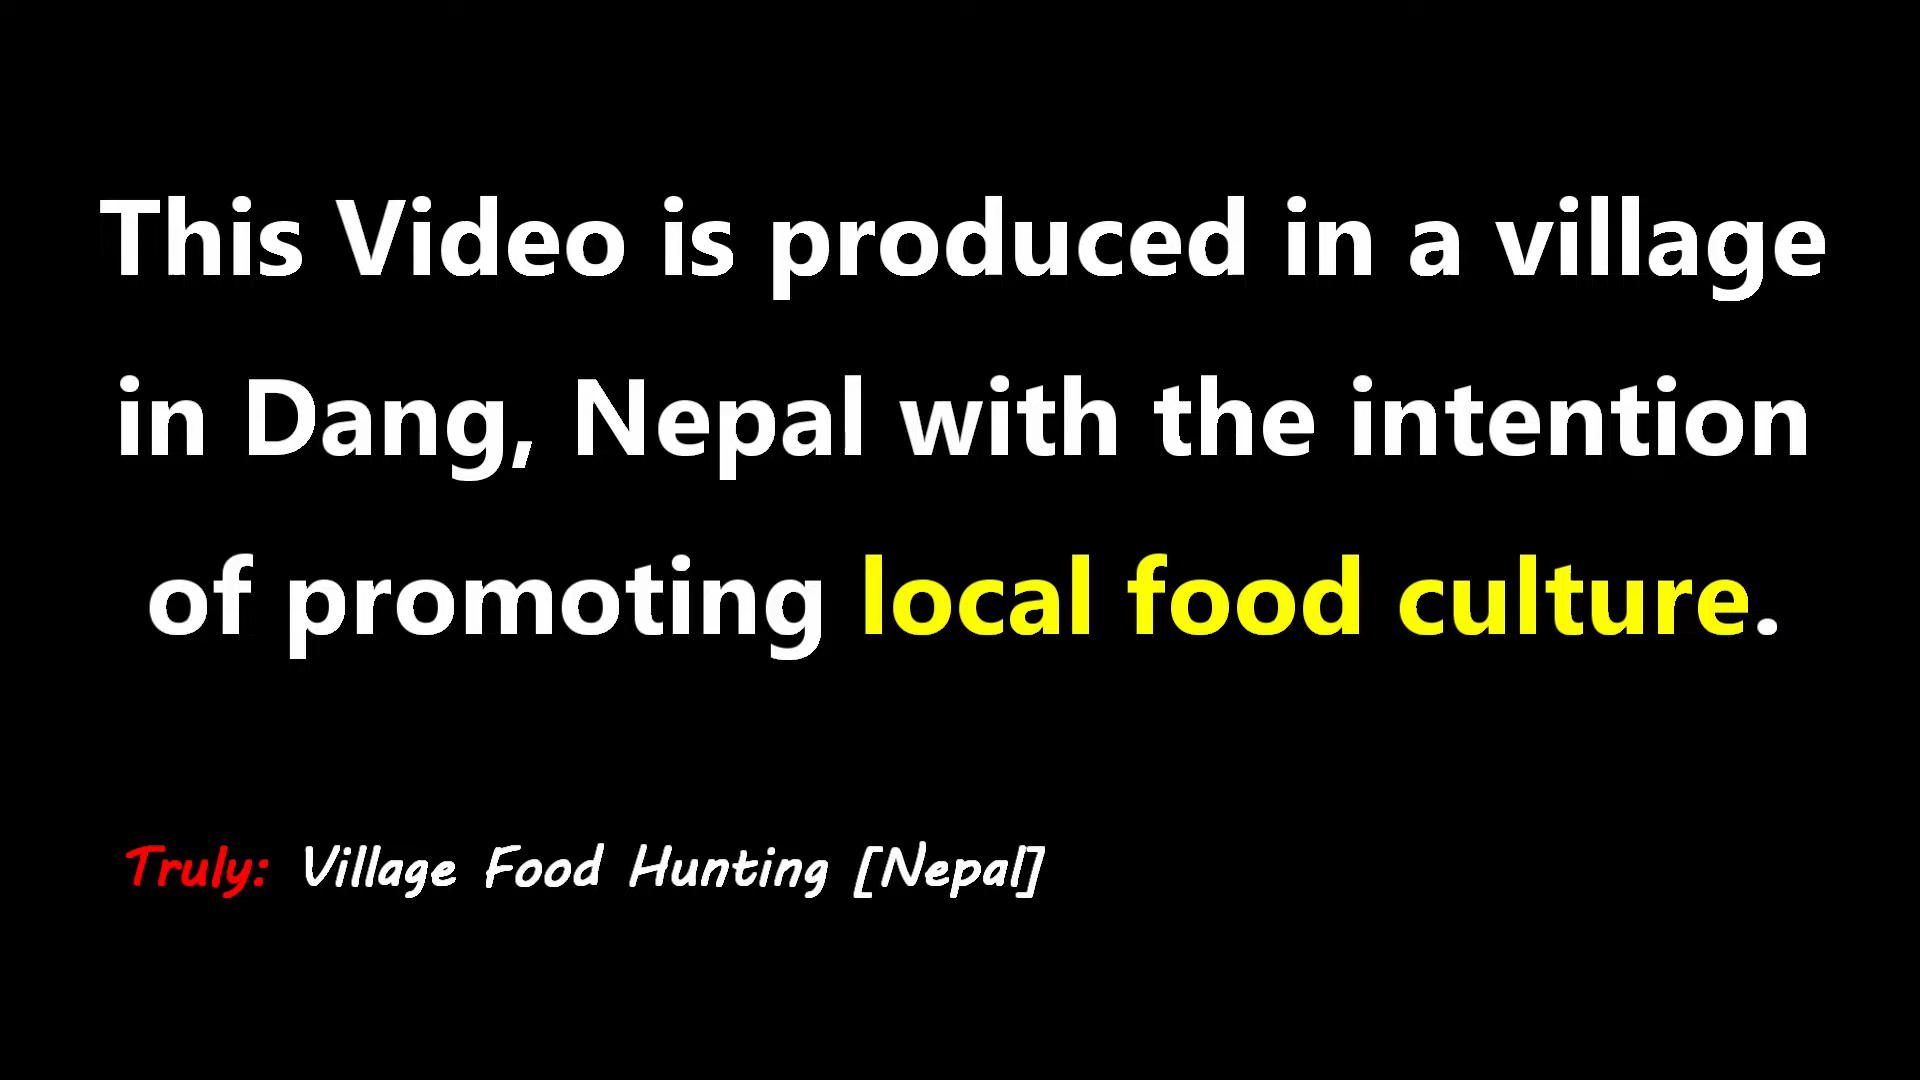 This Video is produced in a village
in Dang, Nepal with the intention
of promoting local food culture.
Truly: Village Food Hunting [Nepal]